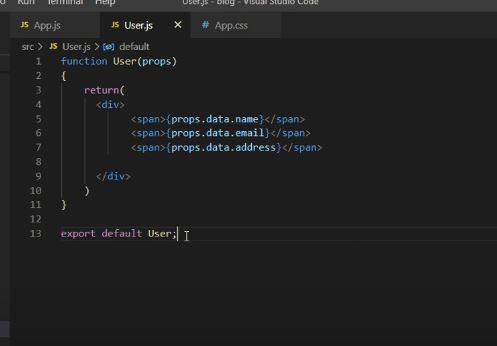 Run Terminal Help User.js - blog - Visual Studio Code
JS App.js JS User.js × # App.css
src > JS User.js > default
1 function User(props)
2 {
3 return(
4 <div>
5 <span>{props.data.name}</span>
6 <span>{props.data.email}</span>
7 <span>{props.data.address}</span>
8
9 </div>
10 )
11 }
12
13 export default User;